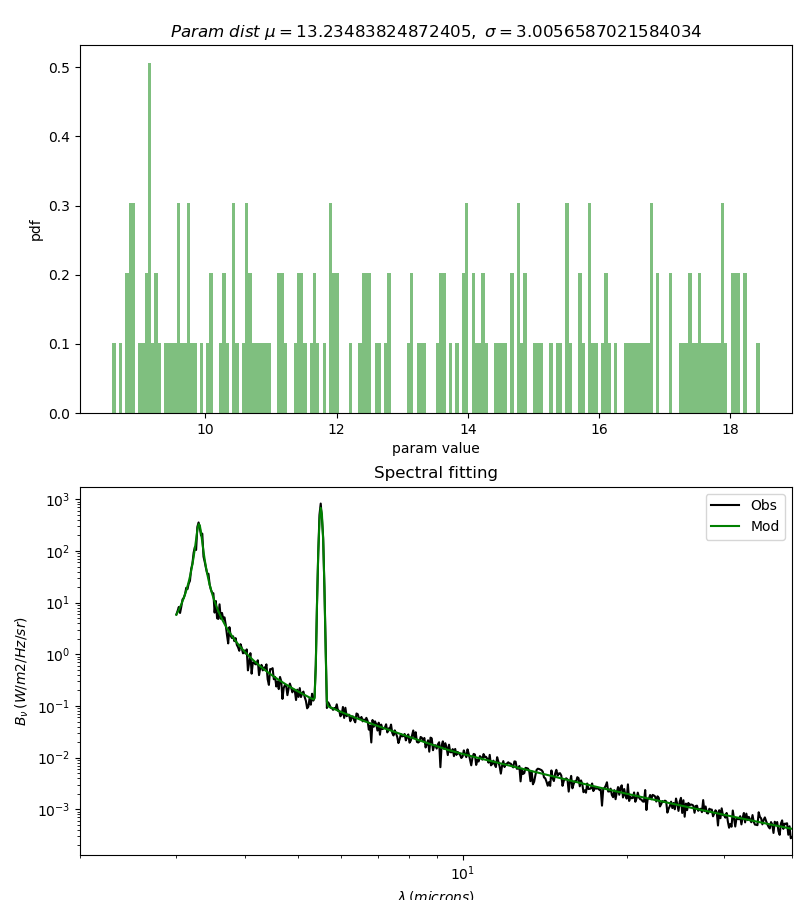 Param dist μ = 13.23483824872405, σ = 3.0056587021584034
0.5
0.4
0.3
0.2
0.1
0.0
pdf
10 12 14 16 18
param value
Spectral fitting
Obs
Mod
10³
10²
10¹
10⁰
10⁻¹
10⁻²
10⁻³
Bν (W/m2/Hz/sr)
10¹
λ (microns)